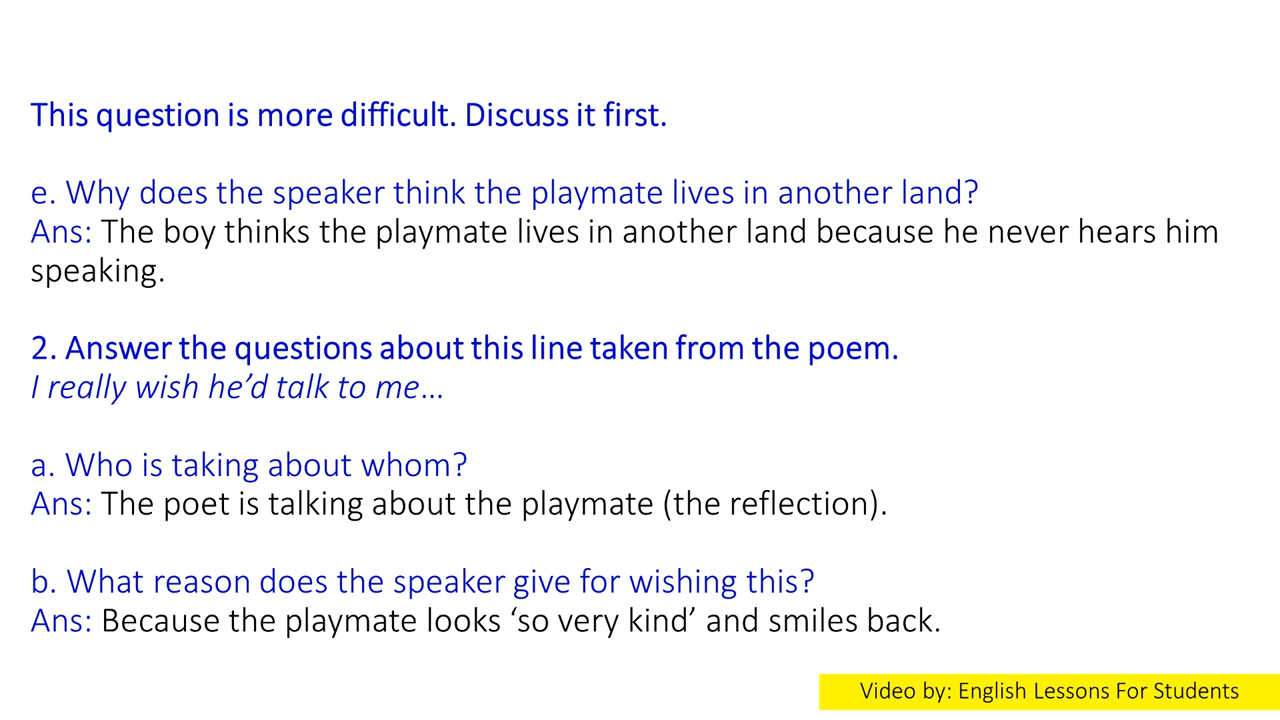 This question is more difficult. Discuss it first.
e. Why does the speaker think the playmate lives in another land?
Ans: The boy thinks the playmate lives in another land because he never hears him
speaking.
2. Answer the questions about this line taken from the poem.
I really wish he’d talk to me…
a. Who is taking about whom?
Ans: The poet is talking about the playmate (the reflection).
b. What reason does the speaker give for wishing this?
Ans: Because the playmate looks ‘so very kind’ and smiles back.
Video by: English Lessons For Students